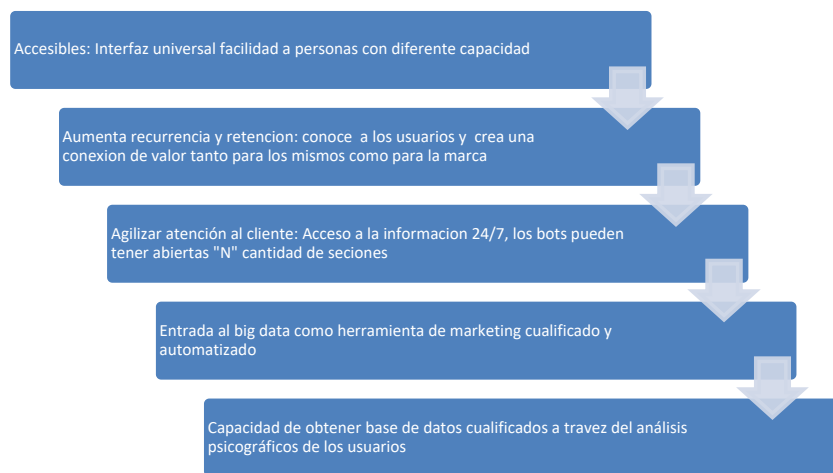 Accesibles: Interfaz universal facilidad a personas con diferente capacidad
Aumenta recurrencia y retencion: conoce a los usuarios y crea una
conexion de valor tanto para los mismos como para la marca
Agilizar atención al cliente: Acceso a la informacion 24/7, los bots pueden
tener abiertas "N" cantidad de seciones
Entrada al big data como herramienta de marketing cualificado y
automatizado
Capacidad de obtener base de datos cualificados a travez del análisis
psicográficos de los usuarios